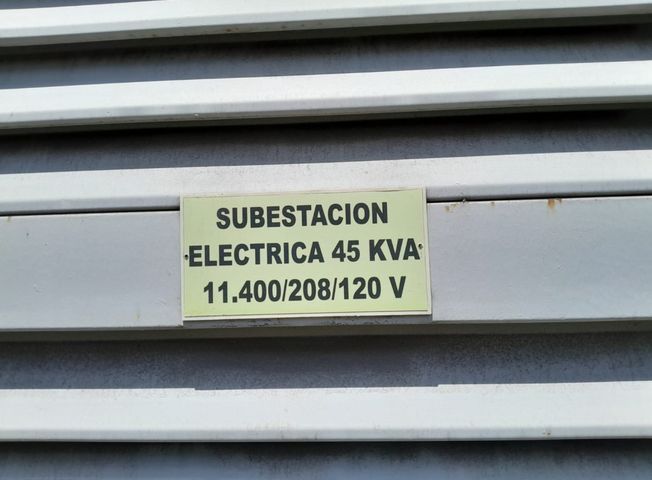 SUBESTACION
ELECTRICA 45 KVA
11.400/208/120 V